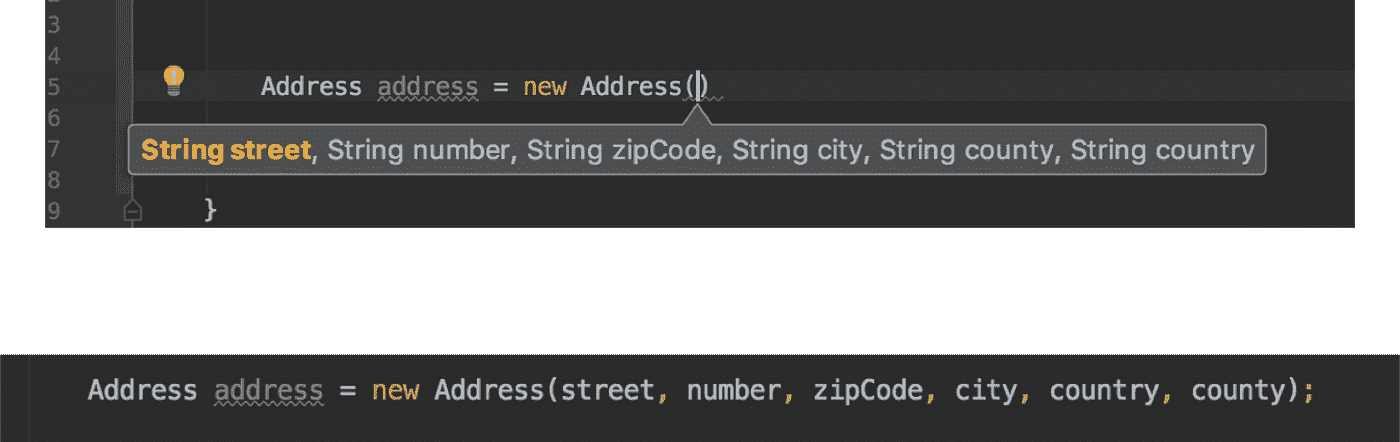 3
4
5 Address address = new Address()
6
String street, String number, String zipCode, String city, String county, String country
7
8
9 }
Address address = new Address(street, number, zipCode, city, country, county);